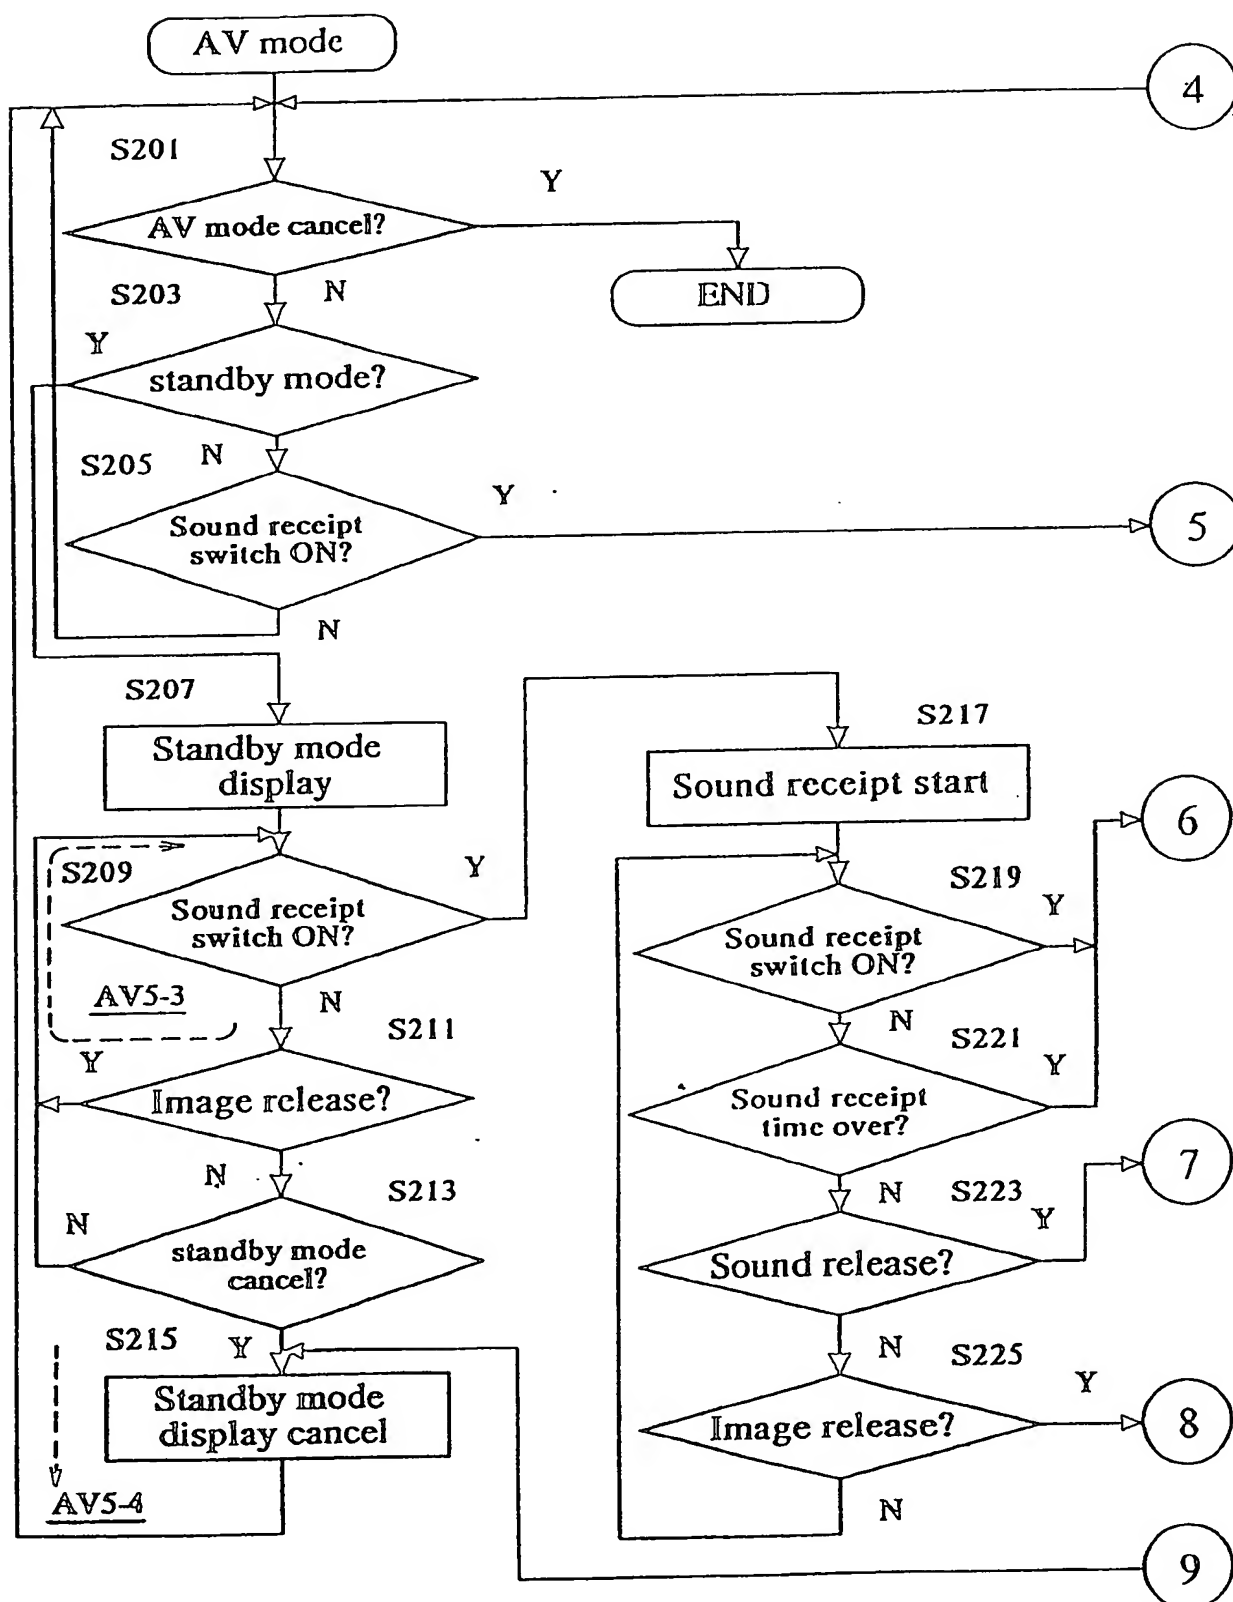 AV mode
4
S201
Y
AV mode cancel?
S203
N
END
Y
standby mode?
S205
N
Y
Sound receipt
switch ON?
5
N
S207
Standby mode
display
S217
Sound receipt start
6
S209
Y
Sound receipt
switch ON?
AV5-3
N
S219
Y
Sound receipt
switch ON?
N
S211
Y
Image release?
S221
Y
Sound receipt
time over?
7
N
S213
N
standby mode
cancel?
N
S223
Y
Sound release?
S215
Y
Standby mode
display cancel
AV5-4
N
S225
Y
Image release?
8
N
9